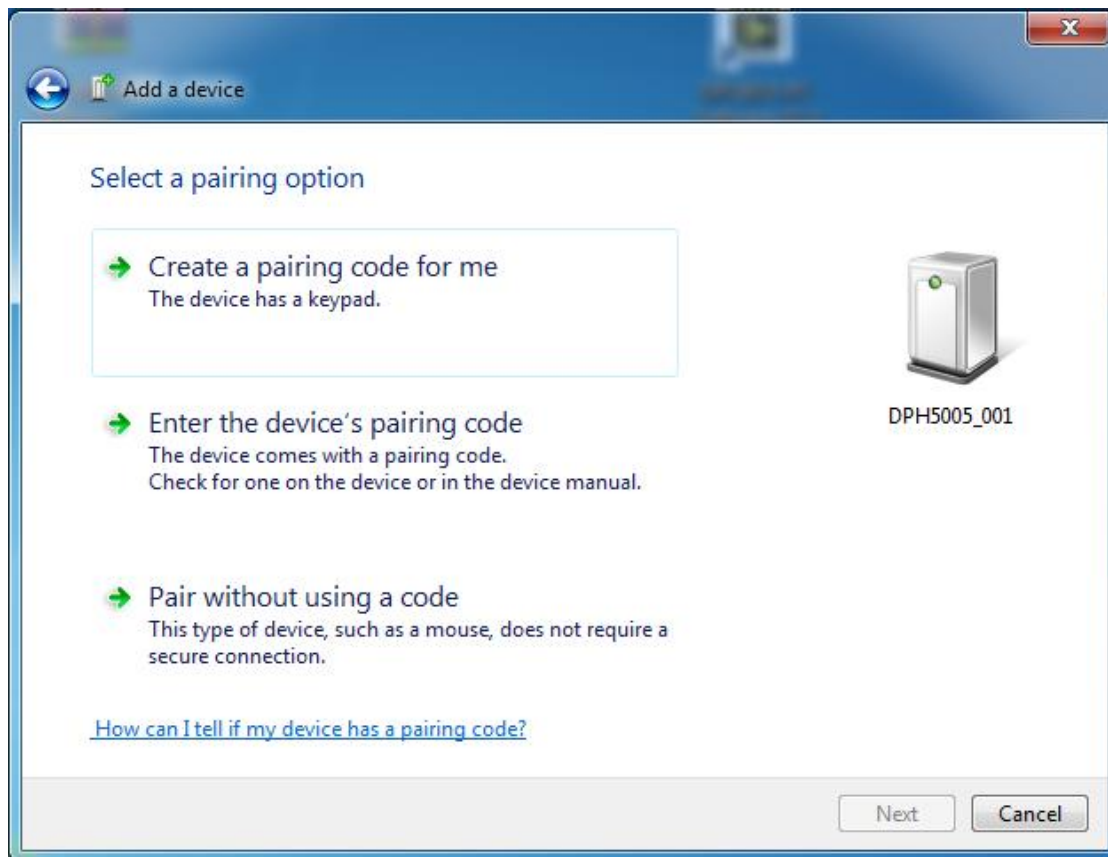 Add a device
Select a pairing option
Create a pairing code for me
The device has a keypad.
Enter the device's pairing code
The device comes with a pairing code.
Check for one on the device or in the device manual.
DPH5005_001
Pair without using a code
This type of device, such as a mouse, does not require a
secure connection.
How can I tell if my device has a pairing code?
Next
Cancel